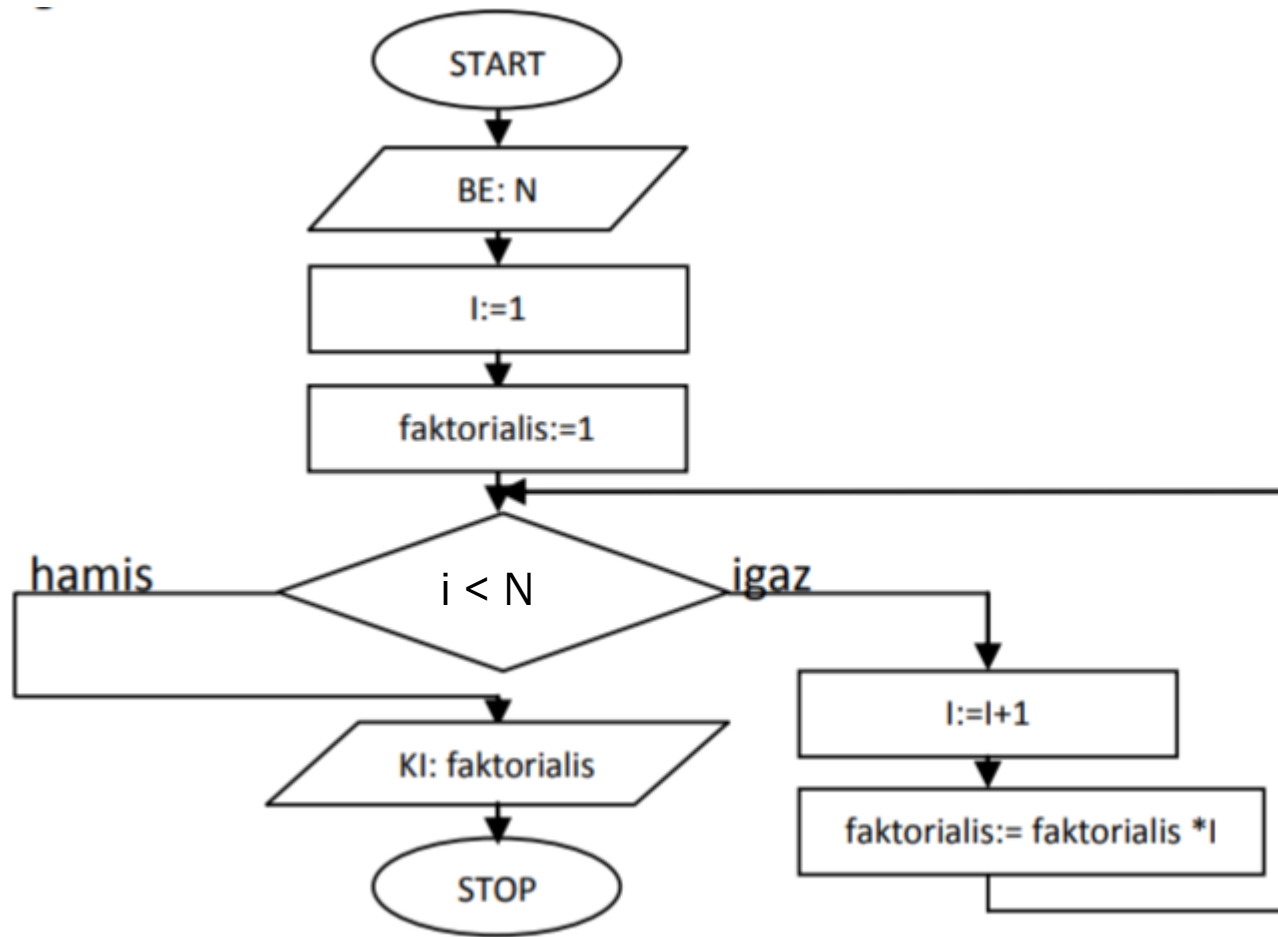 START
BE: N
I:=1
faktorialis:=1
hamis
i < N
igaz
I:=I+1
KI: faktorialis
faktorialis:= faktorialis *I
STOP